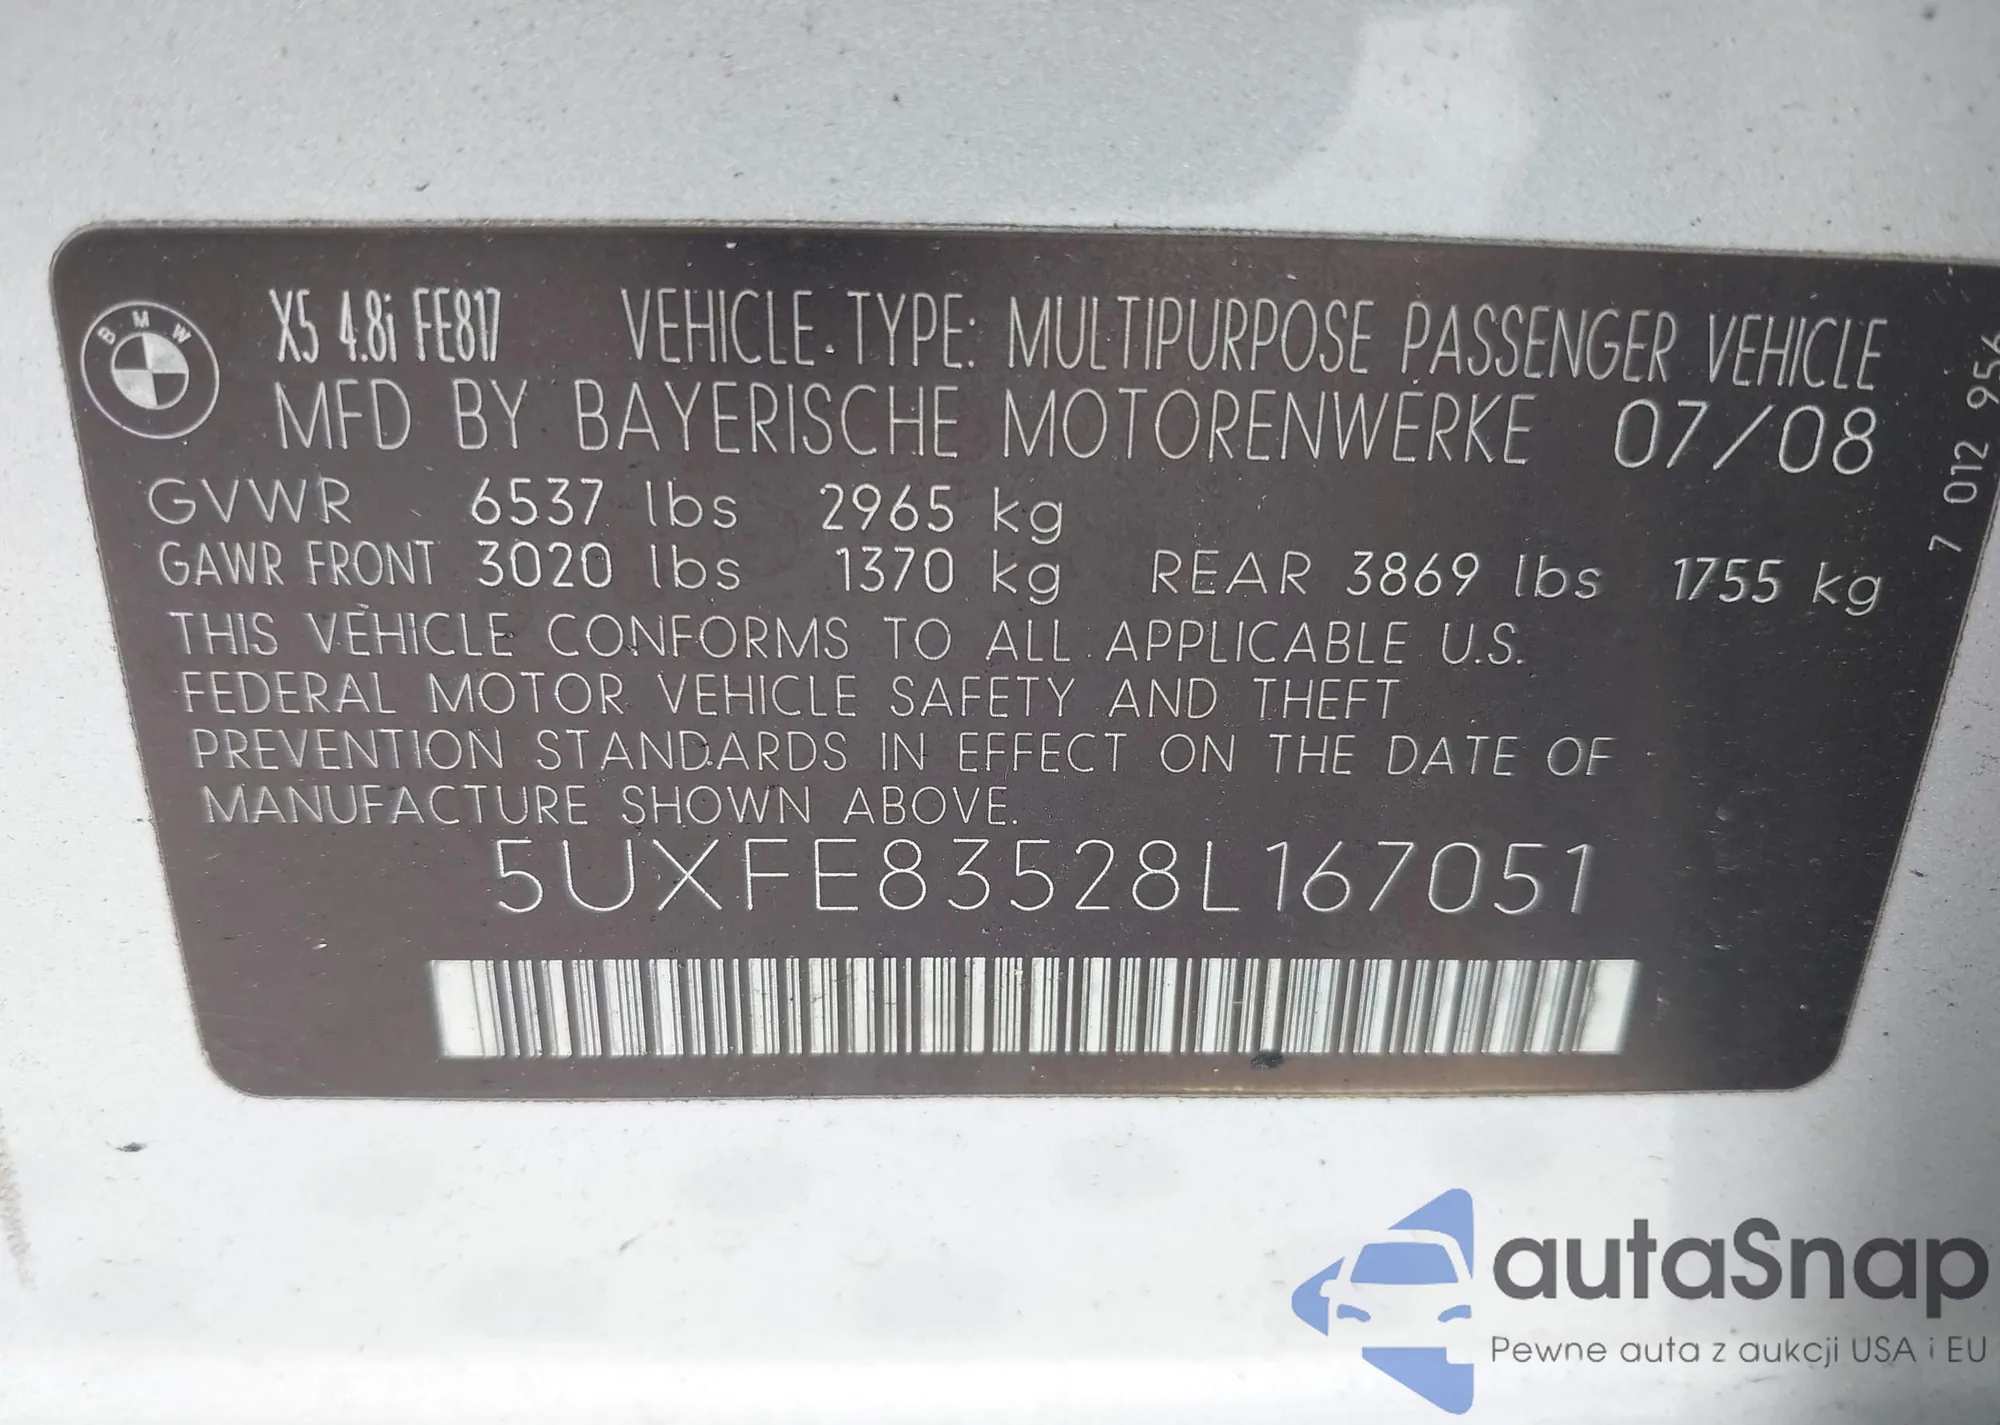 BMW
X5 4.8i FE817 VEHICLE TYPE: MULTIPURPOSE PASSENGER VEHICLE
MFD BY BAYERISCHE MOTORENWERKE 07/08
GVWR 6537 lbs 2965 kg
GAWR FRONT 3020 lbs 1370 kg REAR 3869 lbs 1755 kg
THIS VEHICLE CONFORMS TO ALL APPLICABLE U.S.
FEDERAL MOTOR VEHICLE SAFETY AND THEFT
PREVENTION STANDARDS IN EFFECT ON THE DATE OF
MANUFACTURE SHOWN ABOVE.
5UXFE83528L167051
7 012 956
autaSnap
Pewne auta z aukcji USA i EU